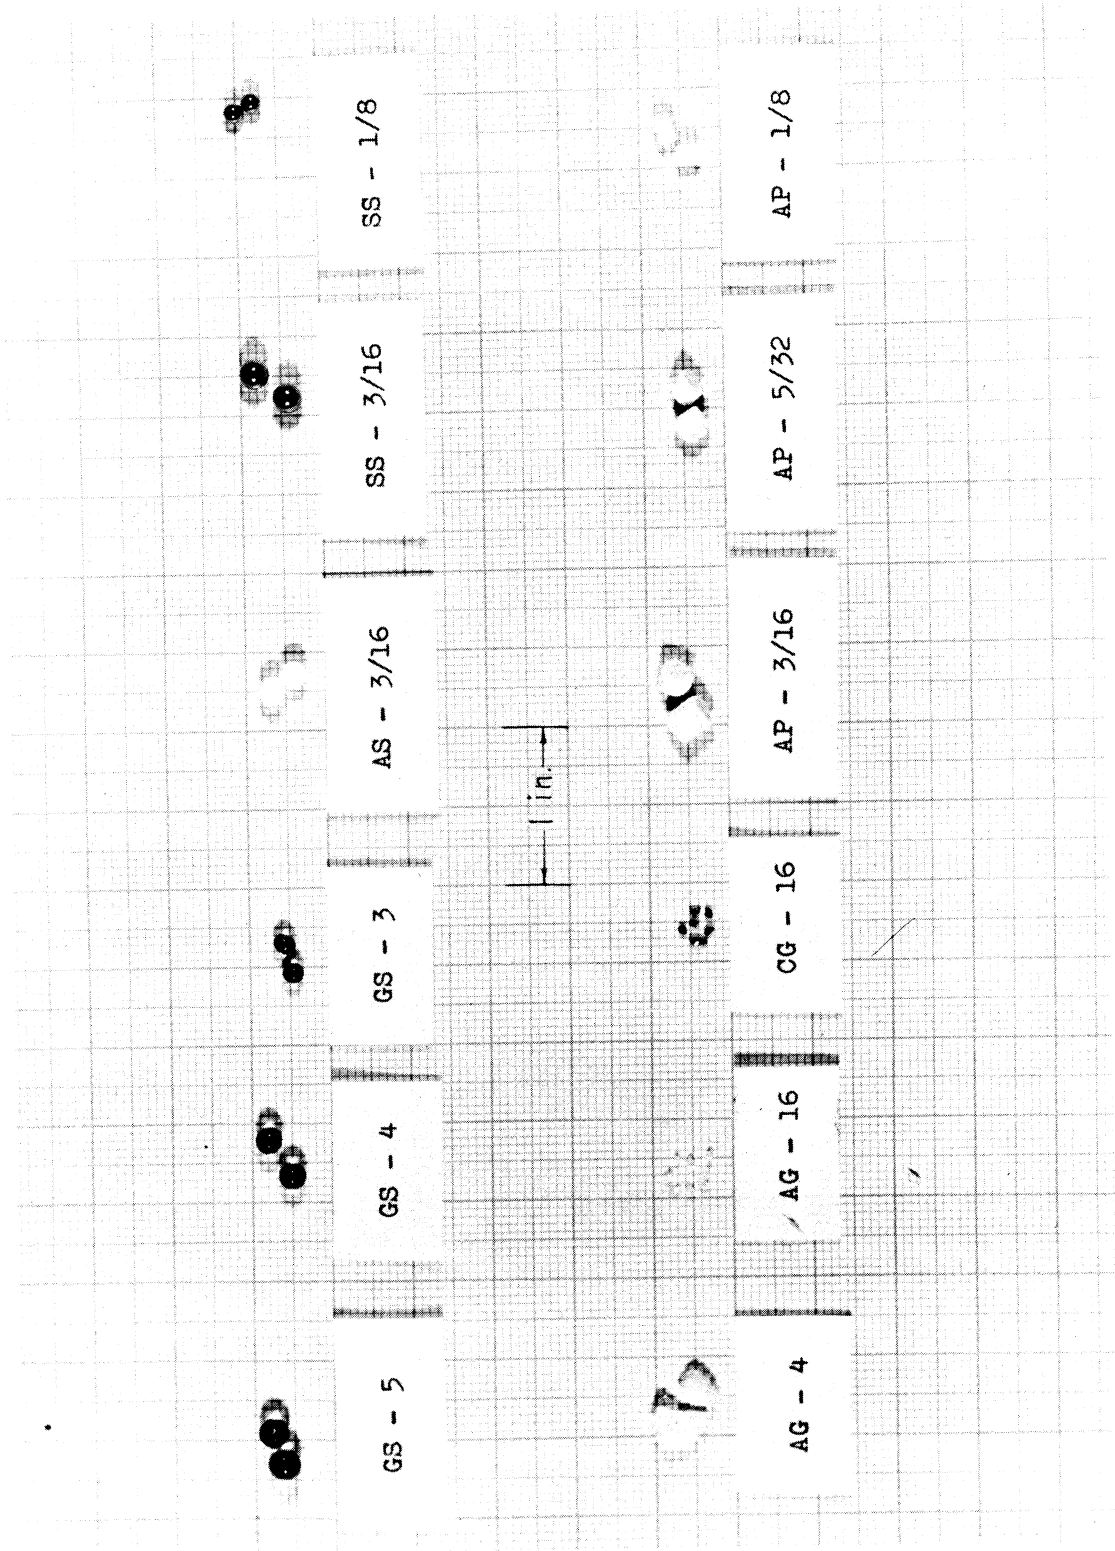 GS - 5
GS - 4
GS - 3
AS - 3/16
SS - 3/16
SS - 1/8
1 in.
AG - 4
AG - 16
CG - 16
AP - 3/16
AP - 5/32
AP - 1/8